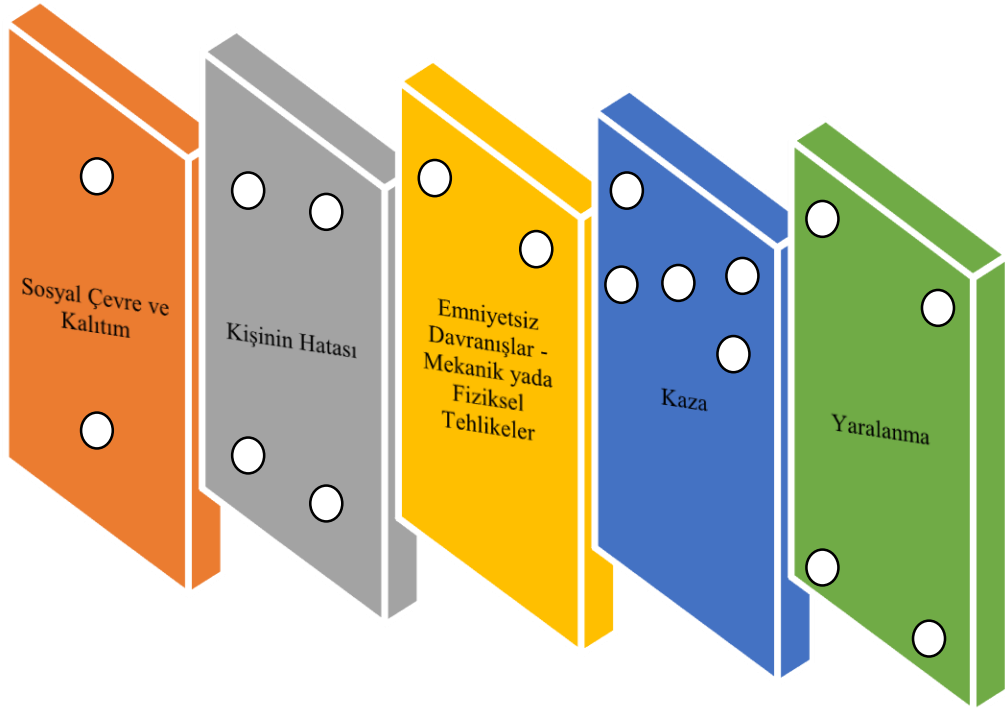 Sosyal Çevre ve
Kalıtım
Kişinin Hatası
Emniyetsiz
Davranışlar -
Mekanik yada
Fiziksel
Tehlikeler
Kaza
Yaralanma